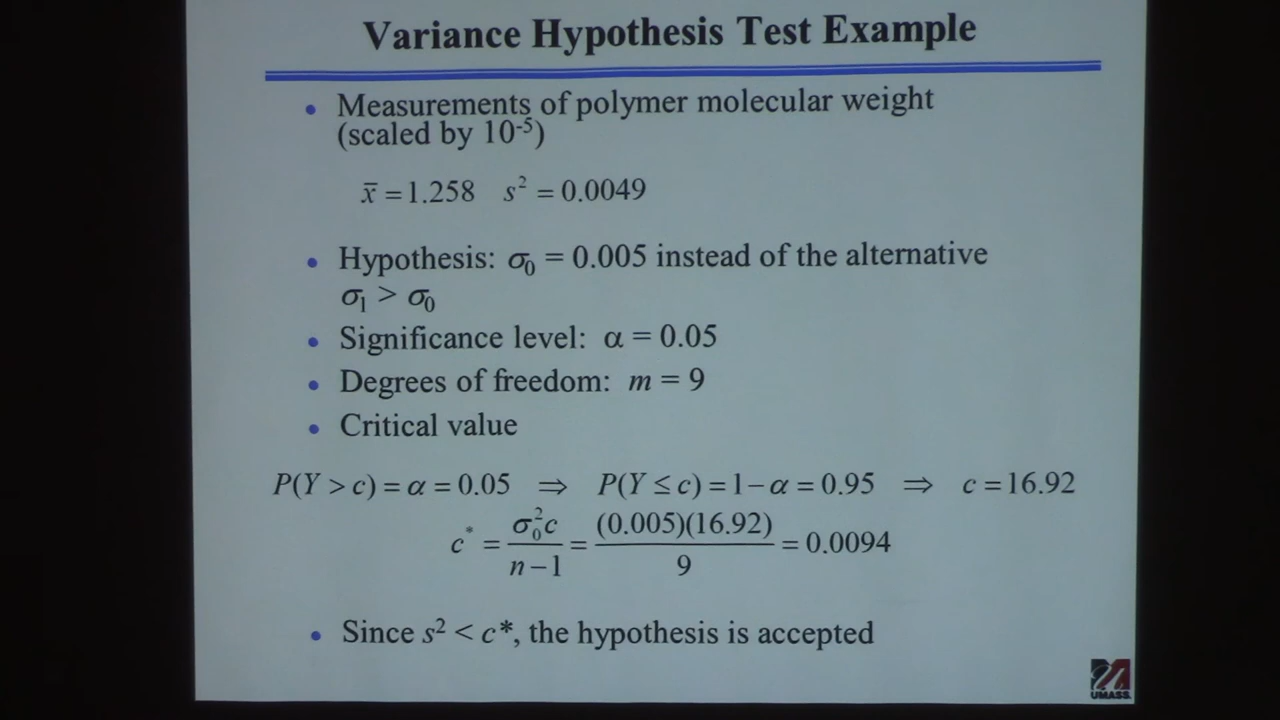 Variance Hypothesis Test Example
• Measurements of polymer molecular weight
(scaled by 10⁻⁵)
x̄ = 1.258 s² = 0.0049
• Hypothesis: σ₀ = 0.005 instead of the alternative
σ₁ > σ₀
• Significance level: α = 0.05
• Degrees of freedom: m = 9
• Critical value
P(Y > c) = α = 0.05 ⇒ P(Y ≤ c) = 1 − α = 0.95 ⇒ c = 16.92
c* = σ₀²c / n − 1 = (0.005)(16.92) / 9 = 0.0094
• Since s² < c*, the hypothesis is accepted
UMASS